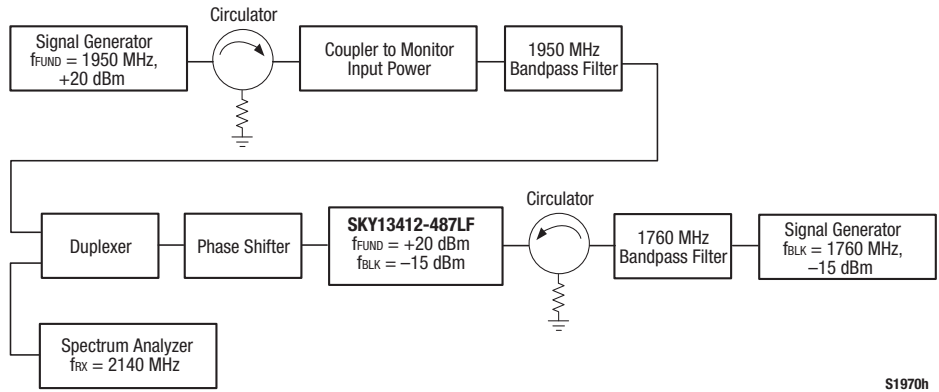 Circulator
Signal Generator
fFUND = 1950 MHz,
+20 dBm
Coupler to Monitor
Input Power
1950 MHz
Bandpass Filter
Duplexer
Phase Shifter
SKY13412-487LF
fFUND = +20 dBm
fBLK = –15 dBm
Circulator
1760 MHz
Bandpass Filter
Signal Generator
fBLK = 1760 MHz,
–15 dBm
Spectrum Analyzer
fRX = 2140 MHz
S1970h